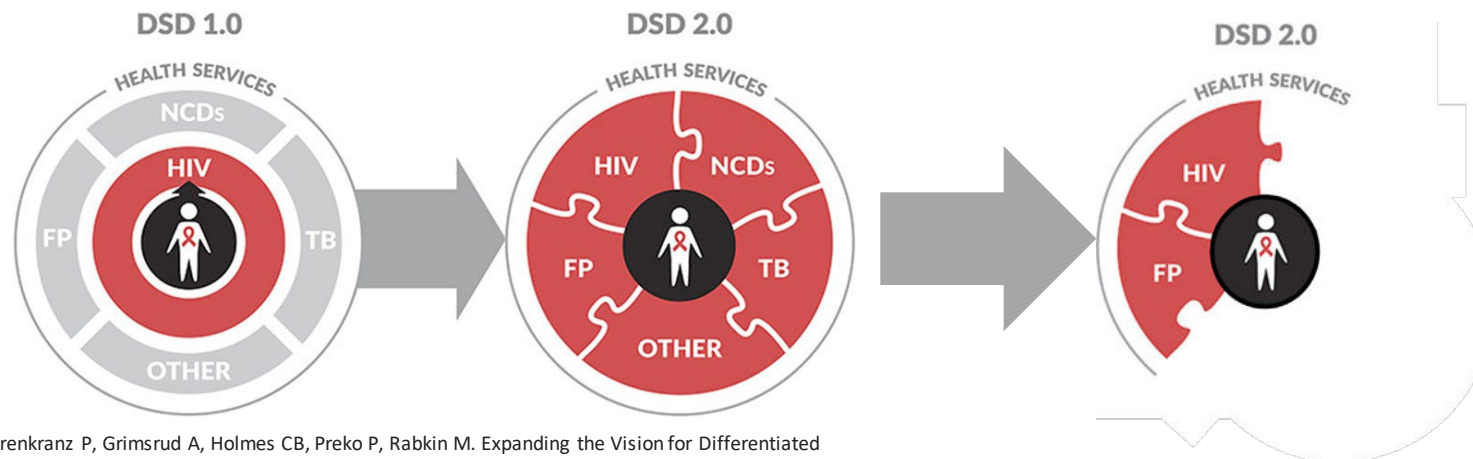 DSD 1.0
HEALTH SERVICES
NCDs
HIV
FP
TB
OTHER
DSD 2.0
HEALTH SERVICES
HIV
NCDs
FP
TB
OTHER
DSD 2.0
HEALTH SERVICES
HIV
FP
renkranz P, Grimsrud A, Holmes CB, Preko P, Rabkin M. Expanding the Vision for Differentiated